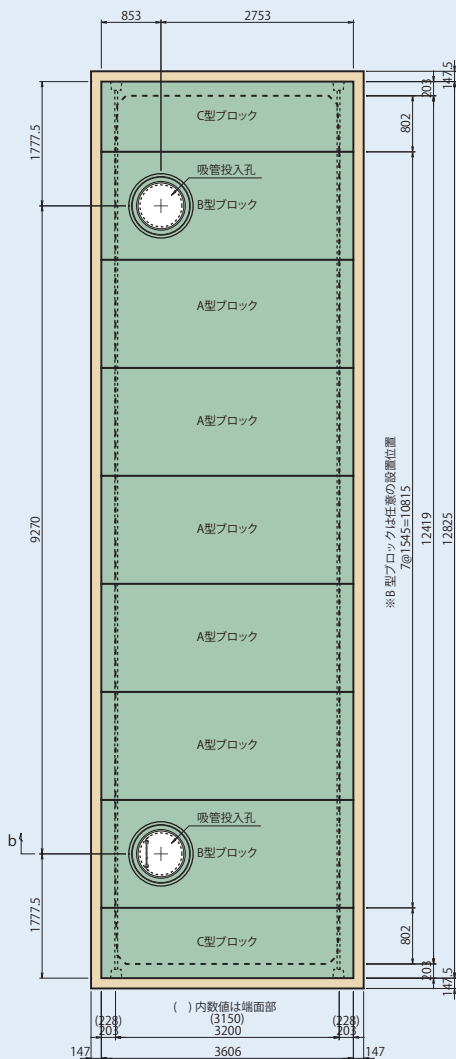 853
2753
147.5
203
802
1777.5
C型ブロック
吸管投入孔
B型ブロック
A型ブロック
A型ブロック
9270
A型ブロック
※B 型ブロックは任意の設置位置
7@1545=10815
12419
12825
A型ブロック
A型ブロック
吸管投入孔
b
B型ブロック
1777.5
C型ブロック
802
203
147.5
( ) 内数値は端面部
(228)
(3150)
(228)
203
3200
203
147
3606
147